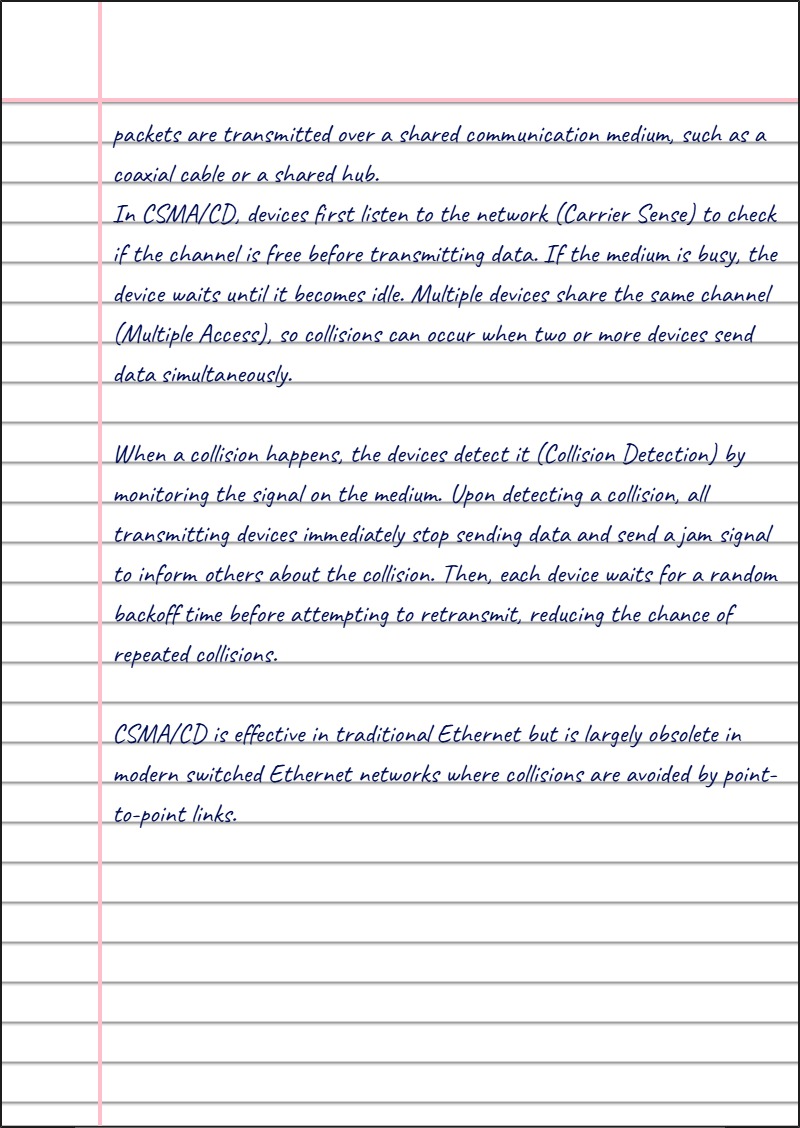 packets are transmitted over a shared communication medium, such as a
coaxial cable or a shared hub.
In CSMA/CD, devices first listen to the network (Carrier Sense) to check
if the channel is free before transmitting data. If the medium is busy, the
device waits until it becomes idle. Multiple devices share the same channel
(Multiple Access), so collisions can occur when two or more devices send
data simultaneously.
When a collision happens, the devices detect it (Collision Detection) by
monitoring the signal on the medium. Upon detecting a collision, all
transmitting devices immediately stop sending data and send a jam signal
to inform others about the collision. Then, each device waits for a random
backoff time before attempting to retransmit, reducing the chance of
repeated collisions.
CSMA/CD is effective in traditional Ethernet but is largely obsolete in
modern switched Ethernet networks where collisions are avoided by point-
to-point links.